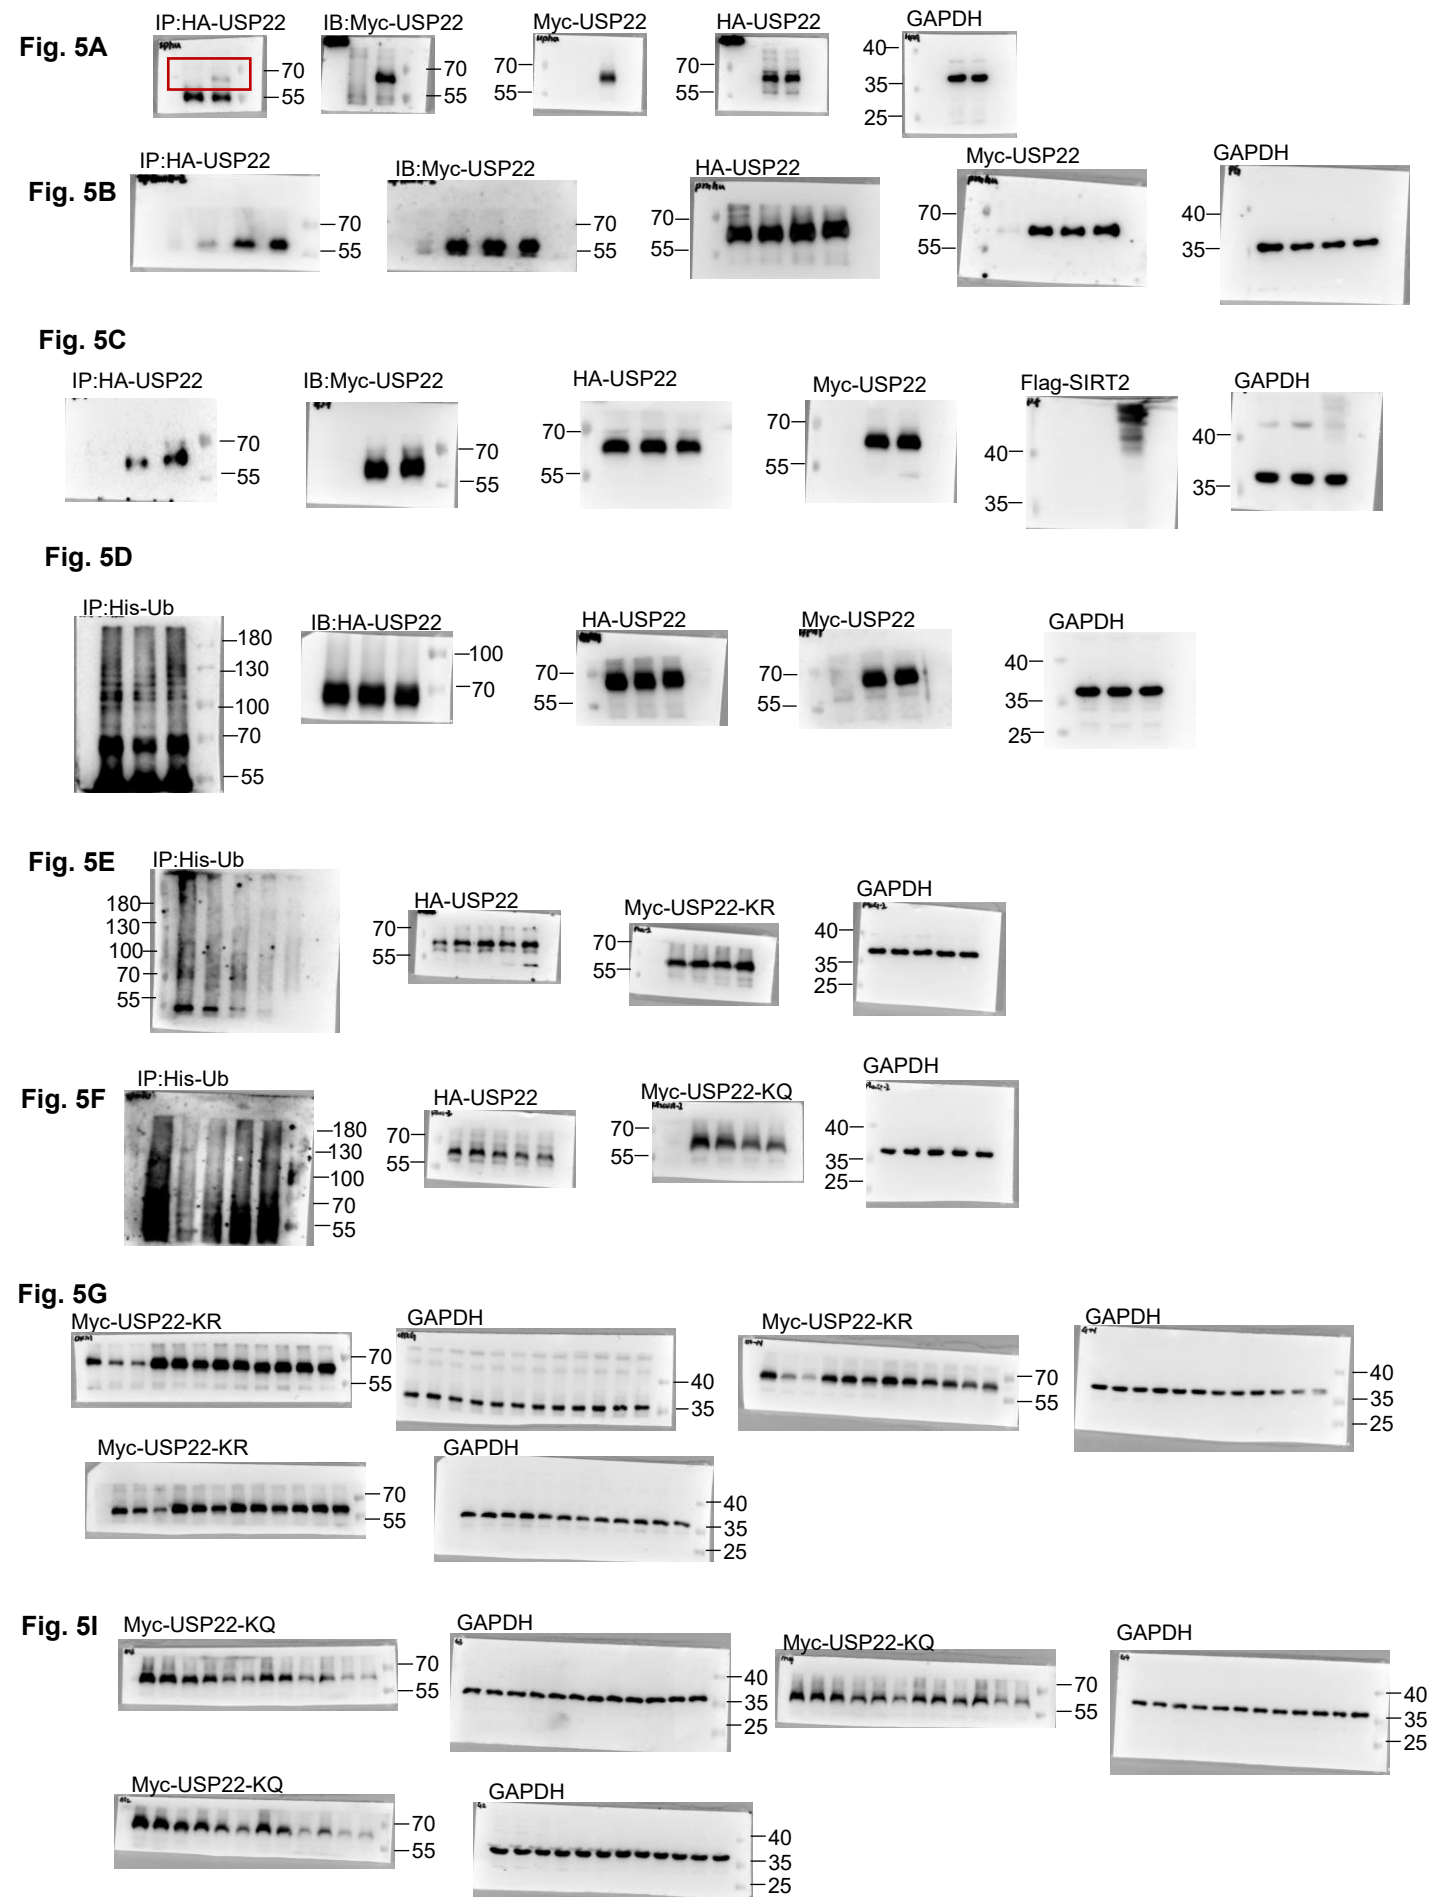 Fig. 5A
IP:HA-USP22
70
55
IB:Myc-USP22
70
55
Myc-USP22
70
55
HA-USP22
70
55
GAPDH
40
35
25
Fig. 5B
IP:HA-USP22
70
55
IB:Myc-USP22
70
55
HA-USP22
70
55
Myc-USP22
70
55
GAPDH
40
35
Fig. 5C
IP:HA-USP22
70
55
IB:Myc-USP22
70
55
HA-USP22
70
55
Myc-USP22
70
55
Flag-SIRT2
40
35
GAPDH
40
35
Fig. 5D
IP:His-Ub
180
130
100
70
55
IB:HA-USP22
100
70
HA-USP22
70
55
Myc-USP22
70
55
GAPDH
40
35
25
Fig. 5E
IP:His-Ub
180
130
100
70
55
HA-USP22
70
55
Myc-USP22-KR
70
55
GAPDH
40
35
25
Fig. 5F
IP:His-Ub
180
130
100
70
55
HA-USP22
70
55
Myc-USP22-KQ
70
55
GAPDH
40
35
25
Fig. 5G
Myc-USP22-KR
70
55
GAPDH
40
35
Myc-USP22-KR
70
55
GAPDH
40
35
25
Myc-USP22-KR
70
55
GAPDH
40
35
25
Fig. 5I
Myc-USP22-KQ
70
55
GAPDH
40
35
25
Myc-USP22-KQ
70
55
GAPDH
40
35
25
Myc-USP22-KQ
70
55
GAPDH
40
35
25